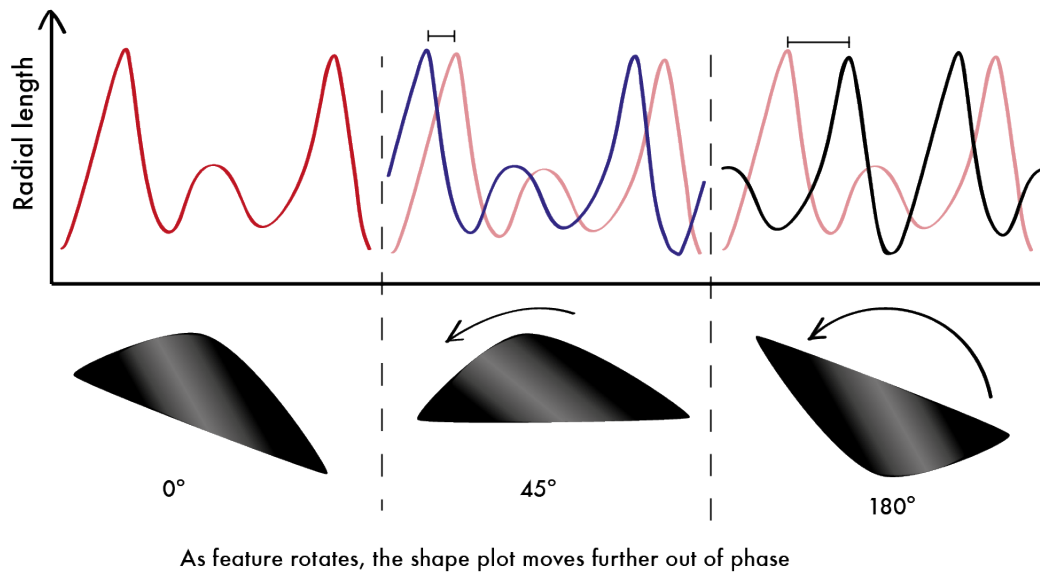 Radial length
0°
45°
180°
As feature rotates, the shape plot moves further out of phase